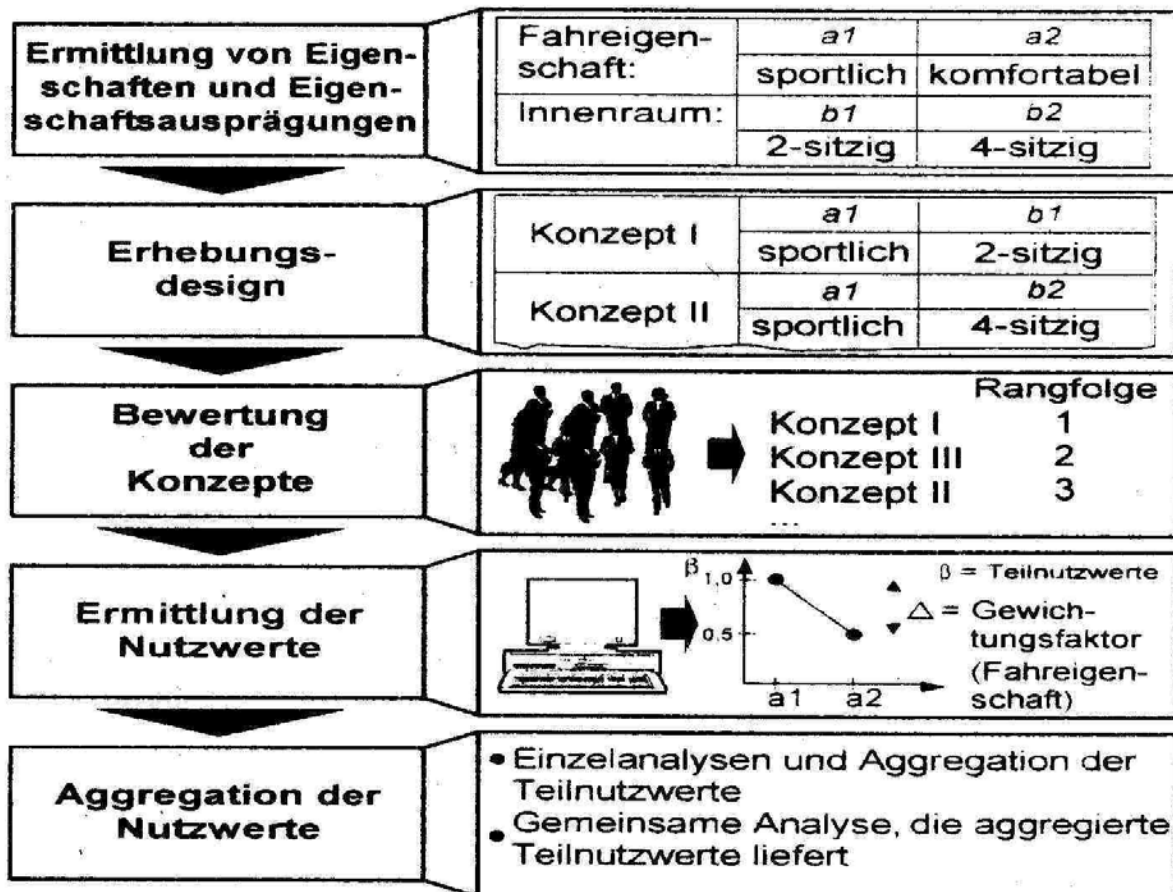 Ermittlung von Eigen-
schaften und Eigen-
schaftsausprägungen
Fahreigen-
schaft:
a1 a2
sportlich komfortabel
Innenraum:
b1 b2
2-sitzig 4-sitzig
Erhebungs-
design
Konzept I
a1 b1
sportlich 2-sitzig
Konzept II
a1 b2
sportlich 4-sitzig
Bewertung
der
Konzepte
Rangfolge
Konzept I 1
Konzept III 2
Konzept II 3
...
Ermittlung der
Nutzwerte
β
1,0
0.5
a1 a2
β = Teilnutzwerte
△ = Gewich-
tungsfaktor
(Fahreigen-
schaft)
Aggregation der
Nutzwerte
• Einzelanalysen und Aggregation der
Teilnutzwerte
• Gemeinsame Analyse, die aggregierte
Teilnutzwerte liefert